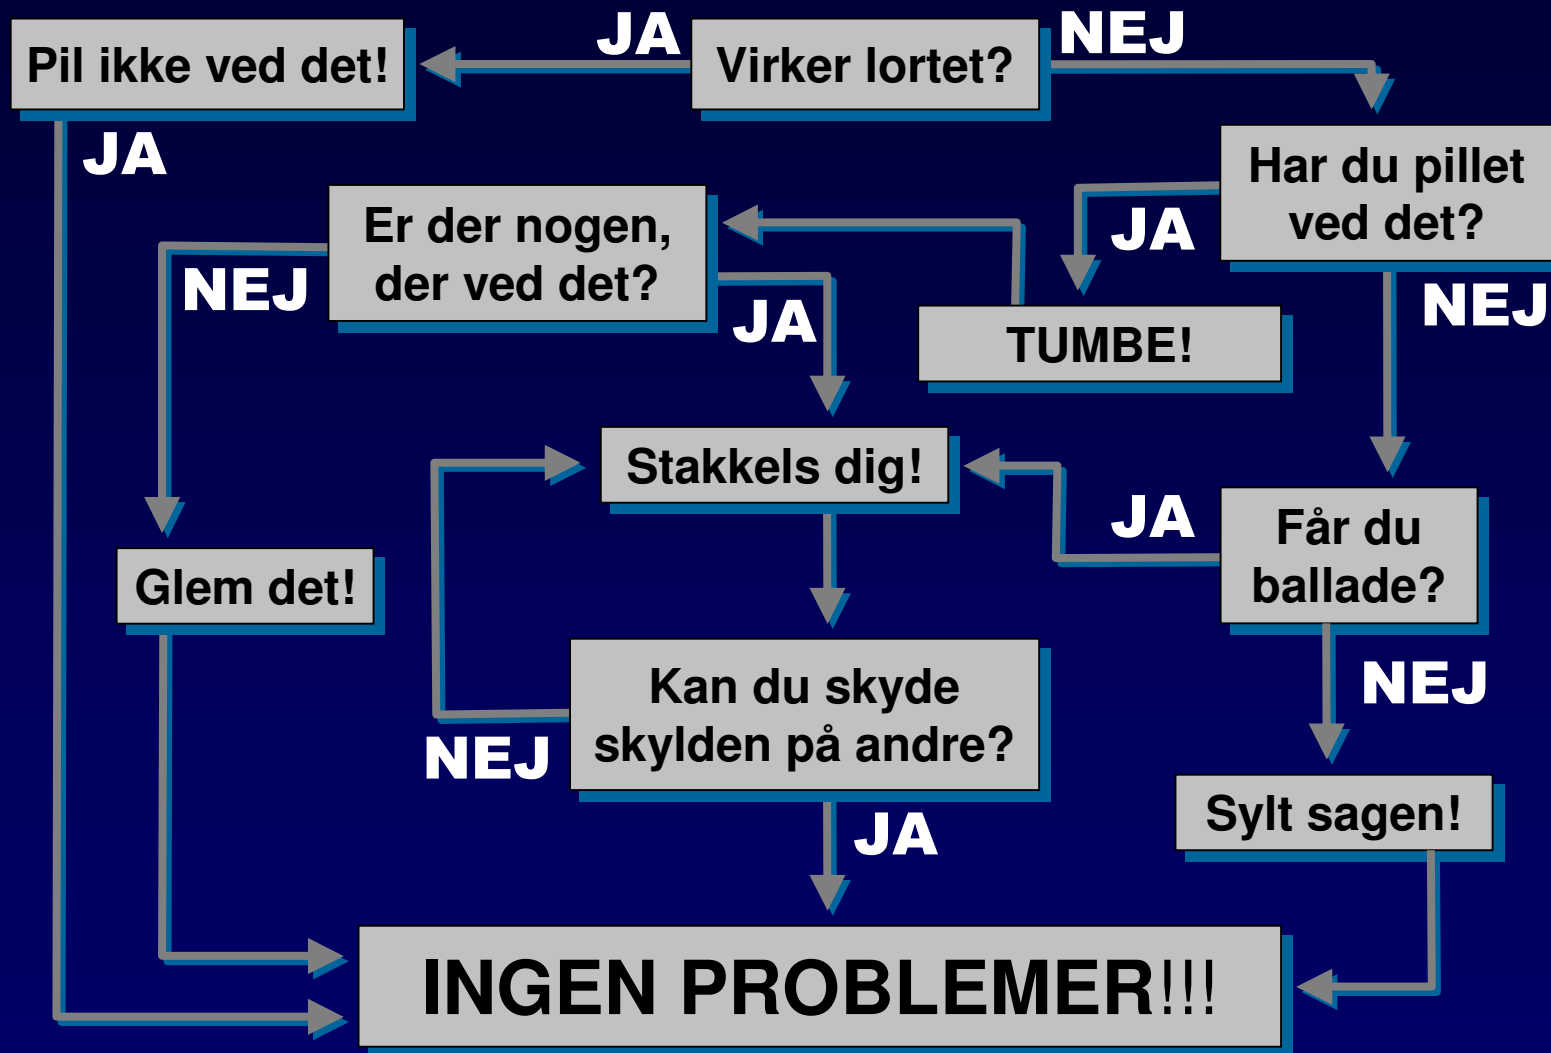 Pil ikke ved det!
JA
Virker lortet?
NEJ
JA
Har du pillet
ved det?
JA
NEJ
Er der nogen,
der ved det?
NEJ
JA
TUMBE!
Stakkels dig!
JA
Får du
ballade?
NEJ
Glem det!
Kan du skyde
skylden på andre?
NEJ
JA
Sylt sagen!
INGEN PROBLEMER!!!